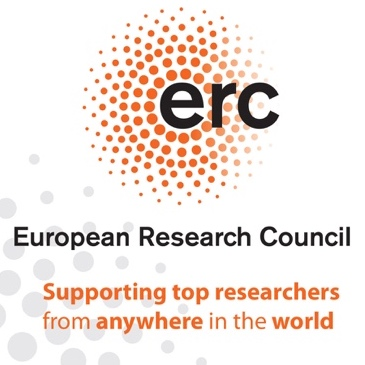 erc
European Research Council
Supporting top researchers
from anywhere in the world